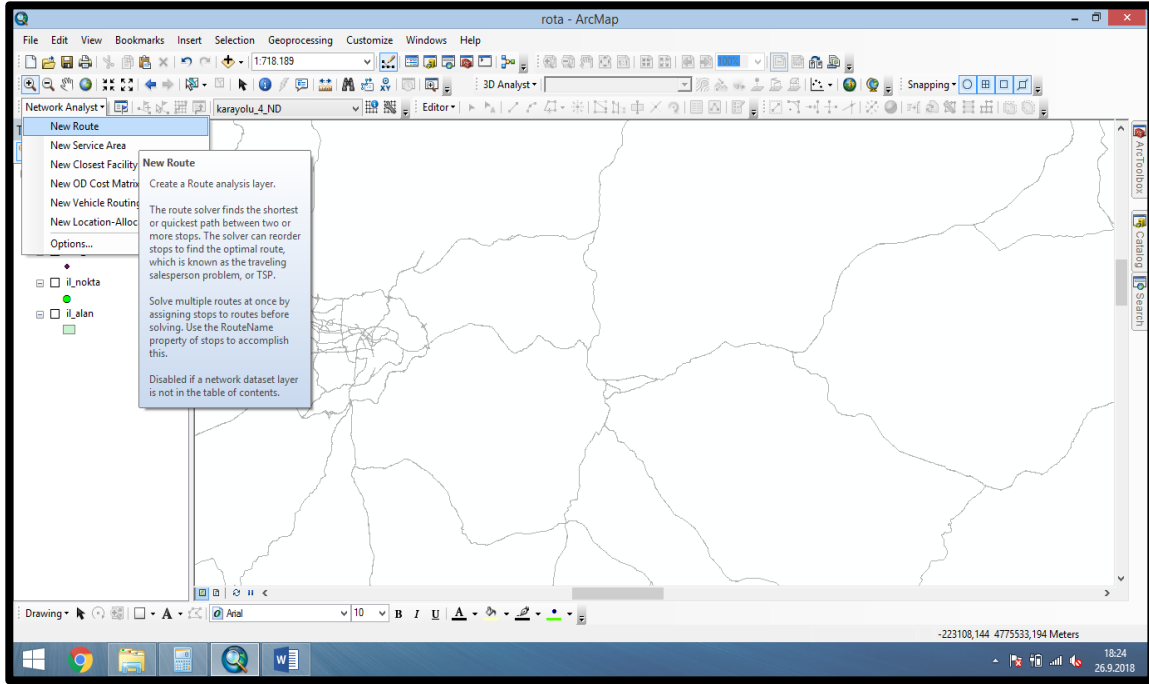 rota - ArcMap
File Edit View Bookmarks Insert Selection Geoprocessing Customize Windows Help
1:718.189 100%
3D Analyst Snapping
Network Analyst karayolu_4_ND Editor
New Route
New Service Area
New Closest Facility
New OD Cost Matrix
New Vehicle Routing
New Location-Alloc
Options...
New Route
Create a Route analysis layer.
The route solver finds the shortest
or quickest path between two or
more stops. The solver can reorder
stops to find the optimal route,
which is known as the traveling
salesperson problem, or TSP.
Solve multiple routes at once by
assigning stops to routes before
solving. Use the RouteName
property of stops to accomplish
this.
Disabled if a network dataset layer
is not in the table of contents.
il_nokta
il_alan
ArcToolbox
Catalog
Search
Drawing A Arial 10 B I U A
-223108,144 4775533,194 Meters
18:24
26.9.2018